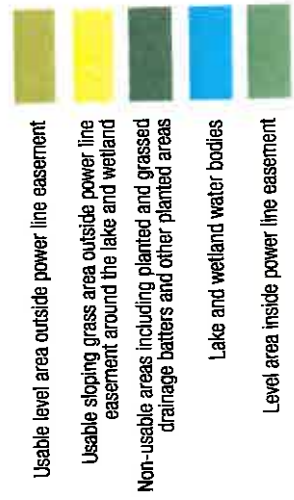 Usable level area outside power line easement
Usable sloping grass area outside power line
easement around the lake and wetland
Non-usable areas including planted and grassed
drainage batters and other planted areas
Lake and wetland water bodies
Level area inside power line easement